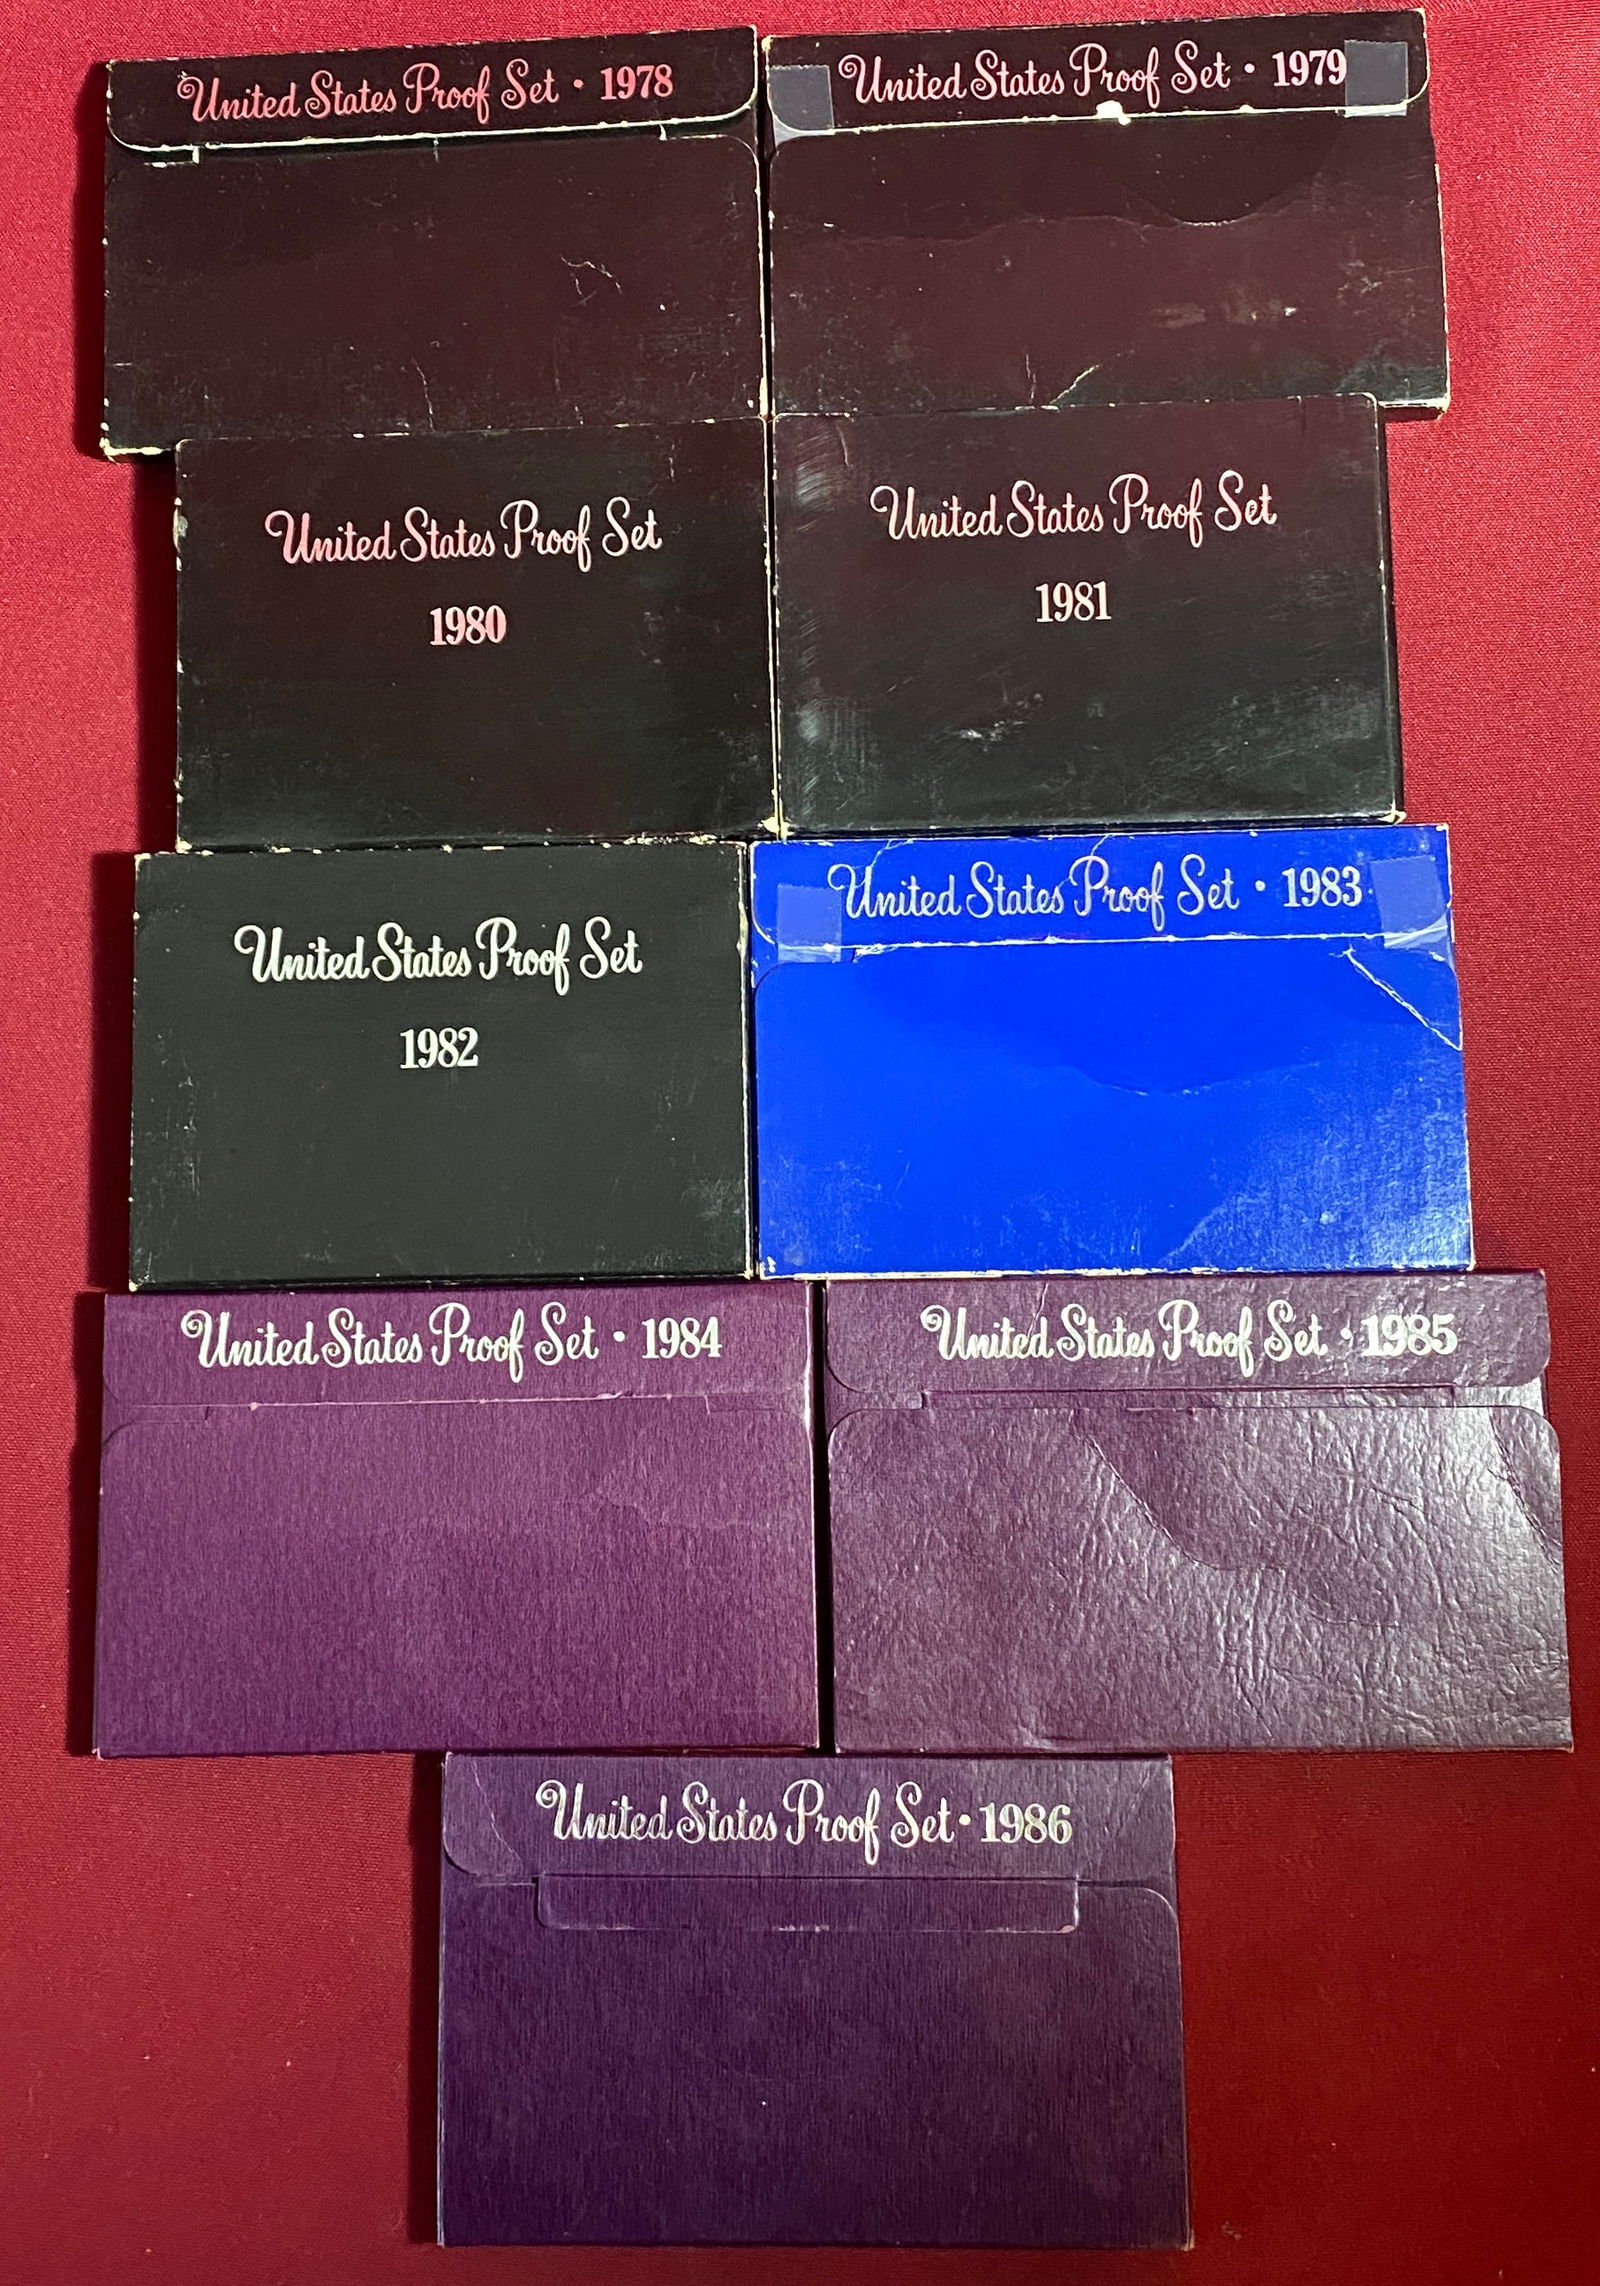 United States Proof Set • 1978
United States Proof Set • 1979
United States Proof Set
1980
United States Proof Set
1981
United States Proof Set
1982
United States Proof Set • 1983
United States Proof Set • 1984
United States Proof Set • 1985
United States Proof Set • 1986